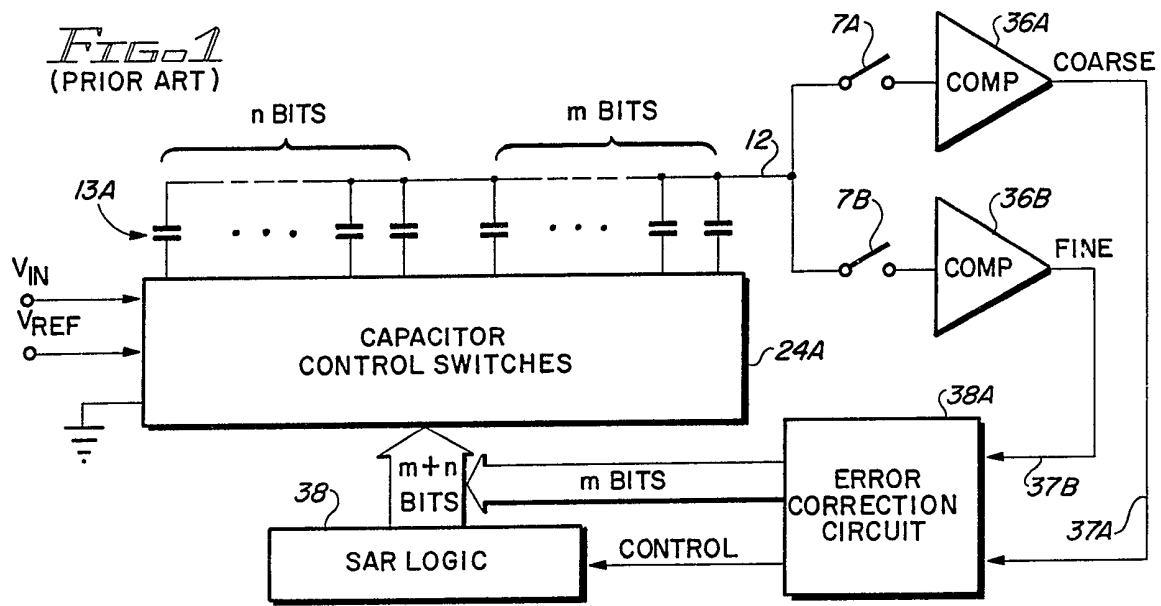 FIG. 1
(PRIOR ART)
7A
36A
COMP
COARSE
n BITS
m BITS
12
13A
7B
36B
COMP
FINE
VIN
VREF
CAPACITOR
CONTROL SWITCHES
24A
38A
m+n
BITS
m BITS
ERROR
CORRECTION
CIRCUIT
37B
37A
38
SAR LOGIC
CONTROL